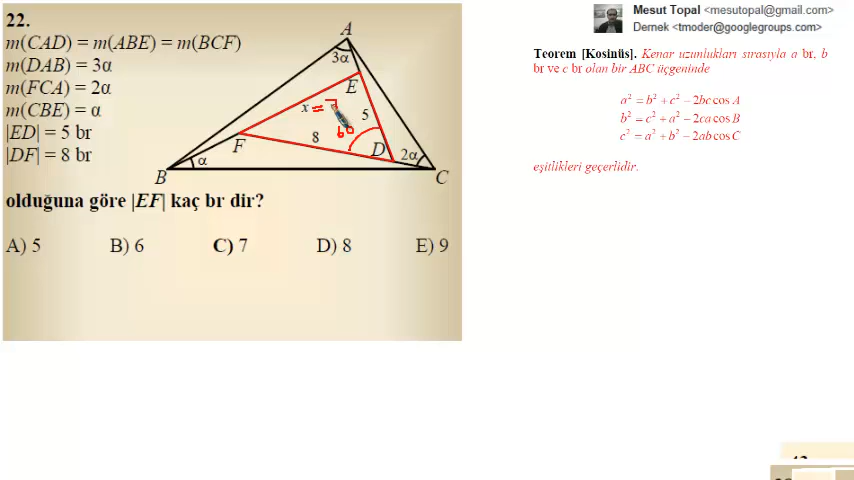 22.
m(CAD) = m(ABE) = m(BCF)
m(DAB) = 3α
m(FCA) = 2α
m(CBE) = α
|ED| = 5 br
|DF| = 8 br
A
3α
E
x = 7
5
60
8
F
D
α
2α
B
C
olduğuna göre |EF| kaç br dir?
A) 5 B) 6 C) 7 D) 8 E) 9
Mesut Topal <mesutopal@gmail.com>
Dernek <tmoder@googlegroups.com>
Teorem [Kosinüs]. Kenar uzunlukları sırasıyla a br, b
br ve c br olan bir ABC üçgeninde
a² = b² + c² − 2bc cos A
b² = c² + a² − 2ca cos B
c² = a² + b² − 2ab cos C
eşitlikleri geçerlidir.